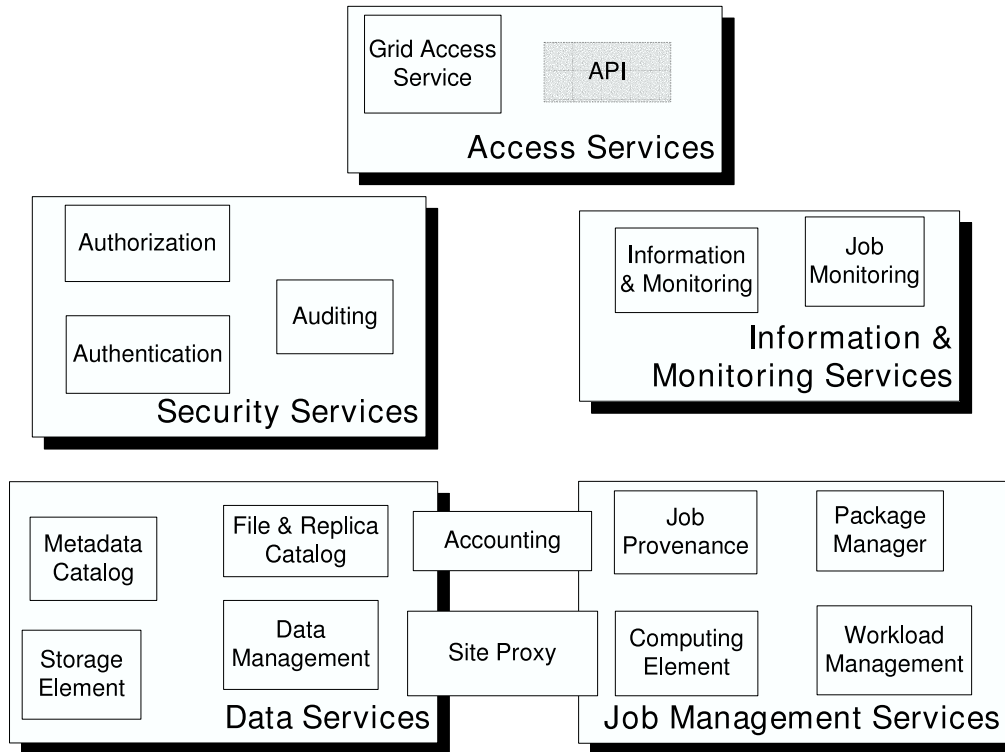 Grid Access
Service
API
Access Services
Authorization
Authentication
Auditing
Security Services
Information
& Monitoring
Job
Monitoring
Information &
Monitoring Services
Metadata
Catalog
File & Replica
Catalog
Storage
Element
Data
Management
Data Services
Accounting
Site Proxy
Job
Provenance
Package
Manager
Computing
Element
Workload
Management
Job Management Services